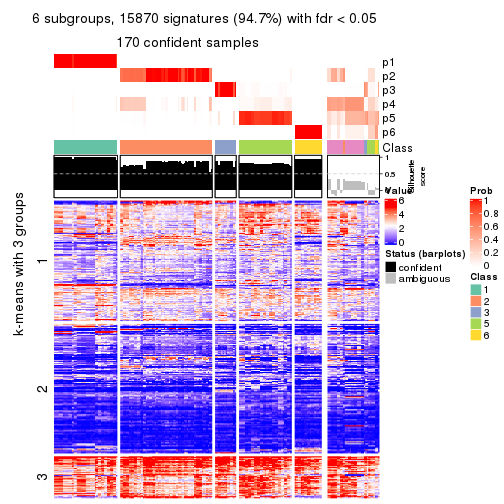 6 subgroups, 15870 signatures (94.7%) with fdr < 0.05
170 confident samples
p1
p2
p3
p4
p5
p6
Class
1
0.5
0
Silhouette
score
k-means with 3 groups
1
2
3
Value
6
4
2
0
Status (barplots)
confident
ambiguous
Prob
1
0.8
0.6
0.4
0.2
0
Class
1
2
3
5
6